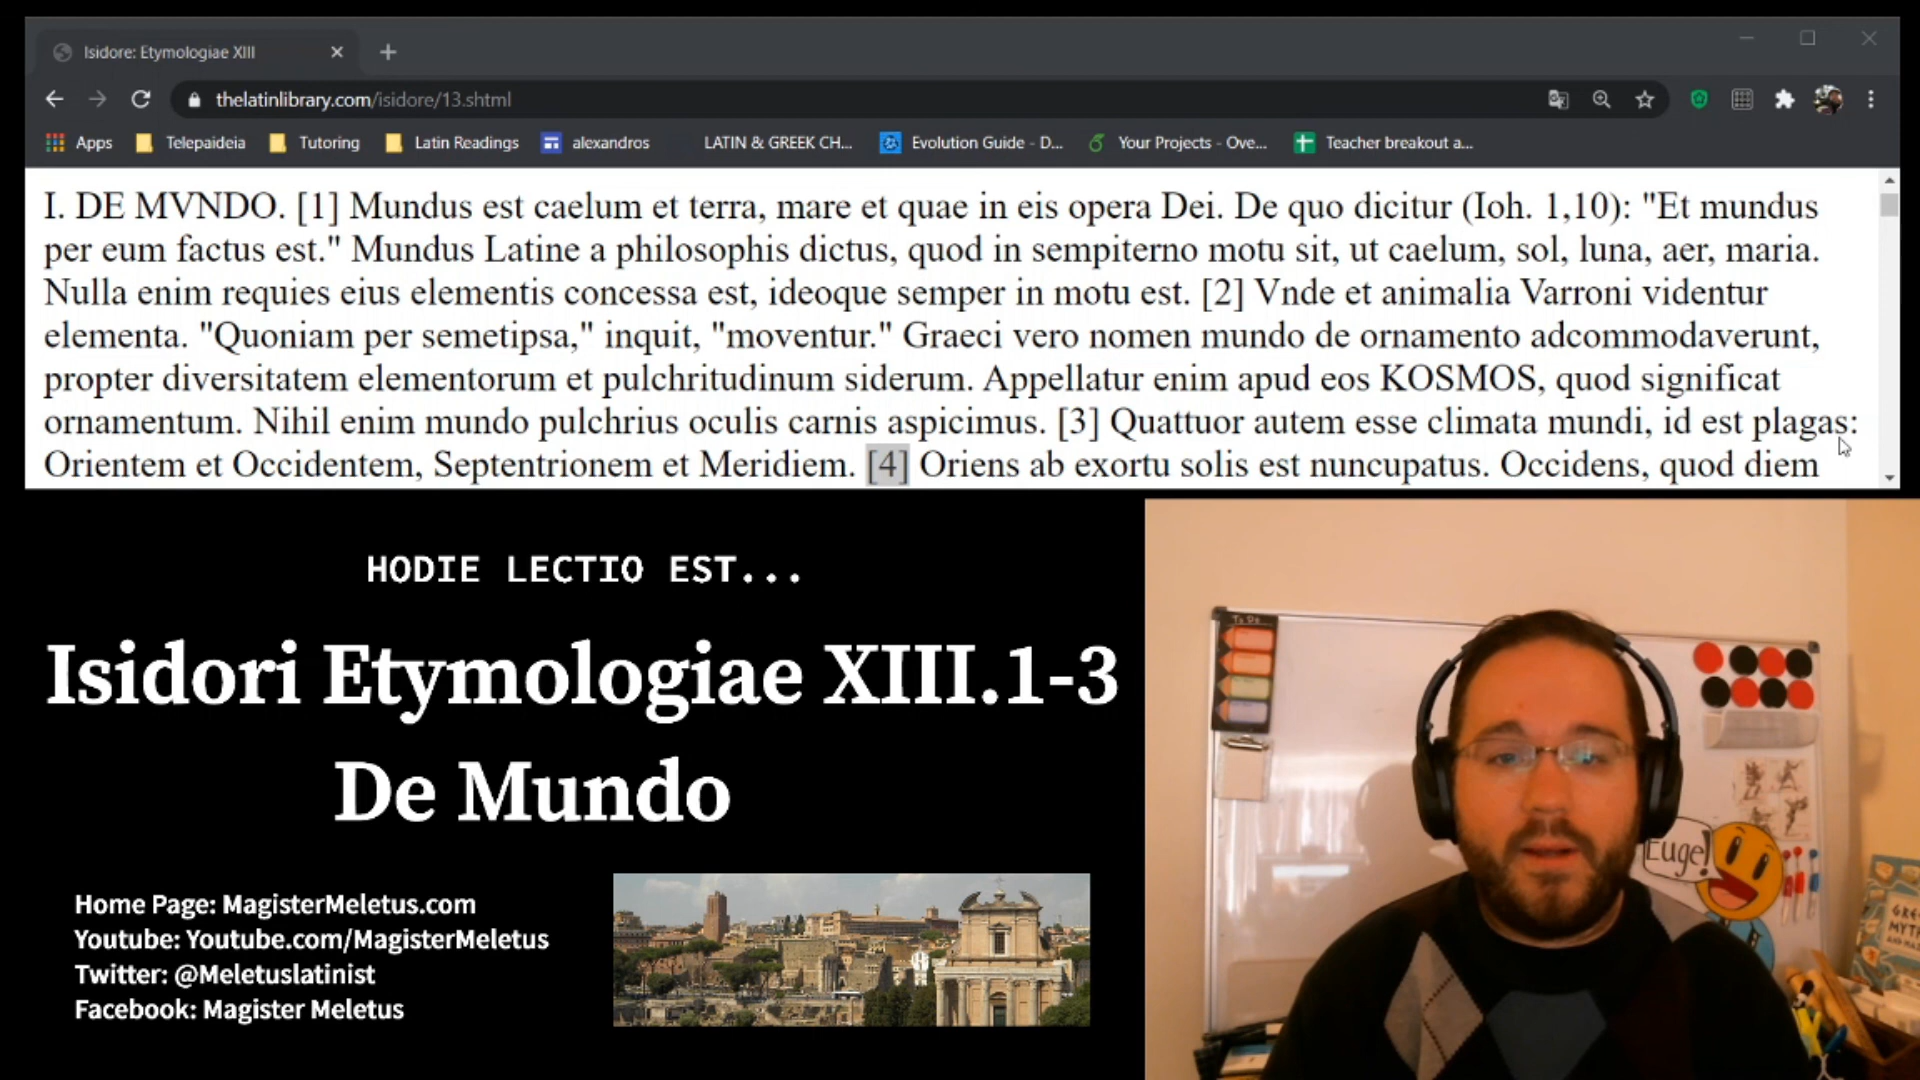 Isidore: Etymologiae XIII
thelatinlibrary.com/isidore/13.shtml
Apps Telepaideia Tutoring Latin Readings alexandros LATIN & GREEK CH... Evolution Guide - D... Your Projects - Ove... Teacher breakout a...
I. DE MVNDO. [1] Mundus est caelum et terra, mare et quae in eis opera Dei. De quo dicitur (Ioh. 1,10): "Et mundus
per eum factus est." Mundus Latine a philosophis dictus, quod in sempiterno motu sit, ut caelum, sol, luna, aer, maria.
Nulla enim requies eius elementis concessa est, ideoque semper in motu est. [2] Vnde et animalia Varroni videntur
elementa. "Quoniam per semetipsa," inquit, "moventur." Graeci vero nomen mundo de ornamento adcommodaverunt,
propter diversitatem elementorum et pulchritudinum siderum. Appellatur enim apud eos KOSMOS, quod significat
ornamentum. Nihil enim mundo pulchrius oculis carnis aspicimus. [3] Quattuor autem esse climata mundi, id est plagas:
Orientem et Occidentem, Septentrionem et Meridiem. [4] Oriens ab exortu solis est nuncupatus. Occidens, quod diem
HODIE LECTIO EST...
Isidori Etymologiae XIII.1-3
De Mundo
Home Page: MagisterMeletus.com
Youtube: Youtube.com/MagisterMeletus
Twitter: @Meletuslatinist
Facebook: Magister Meletus
To Do
Euge!
GREEK
MYTHS